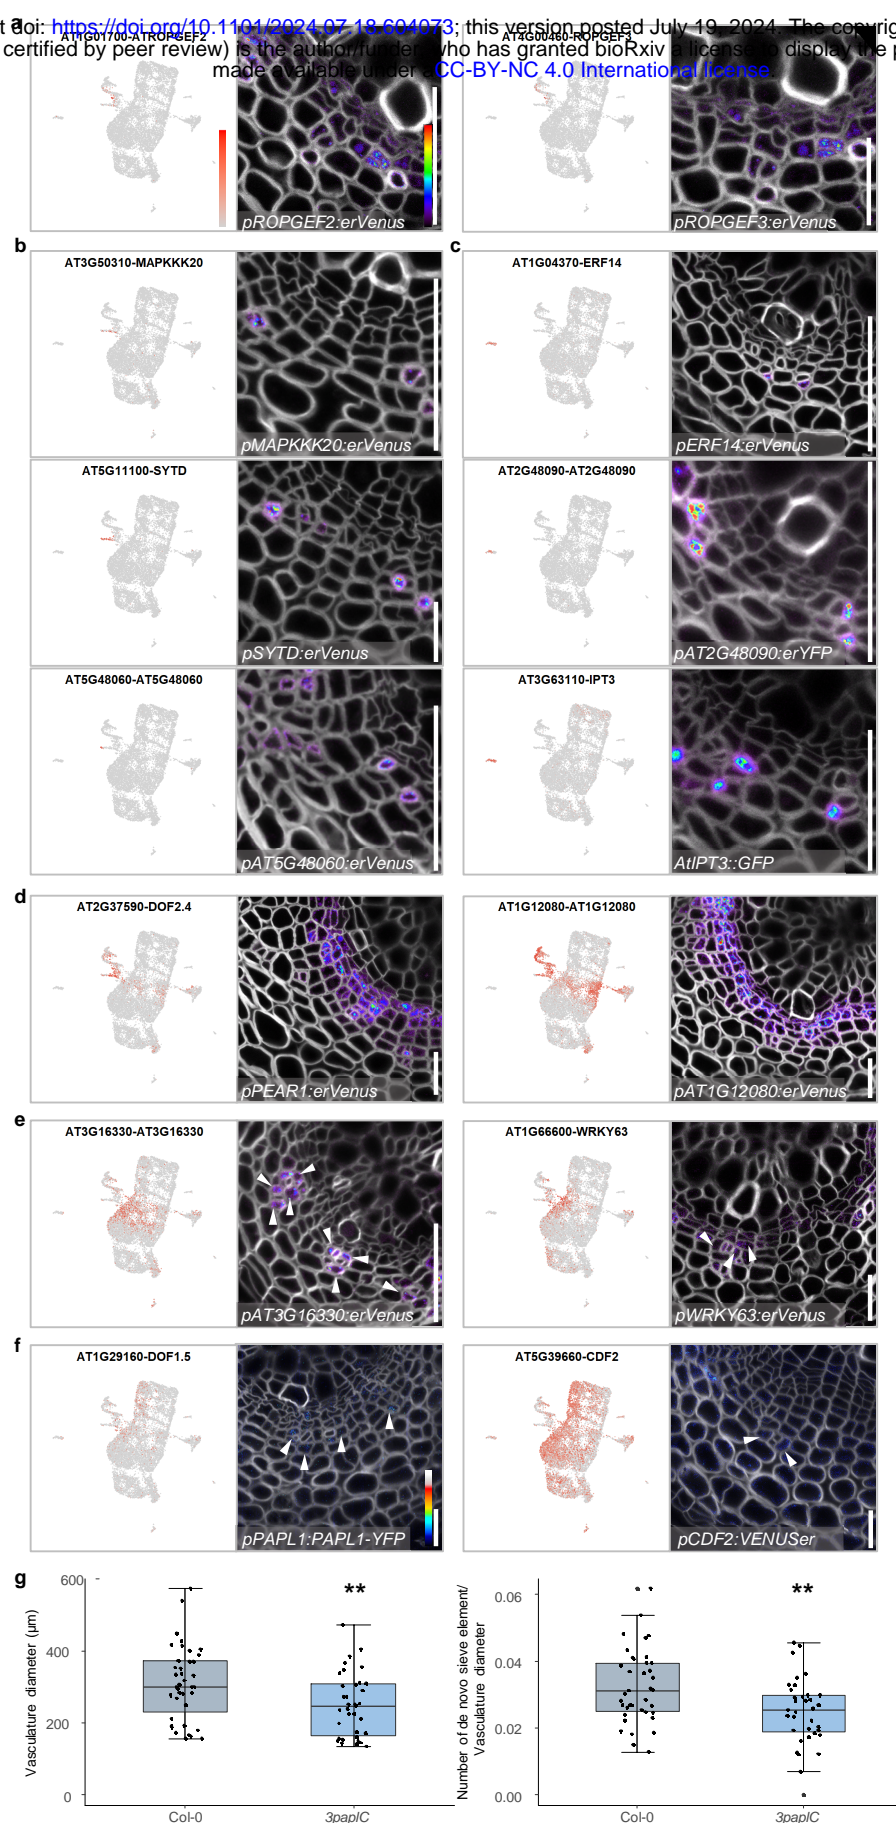 t doi: https://doi.org/10.1101/2024.07.18.604073; this version posted July 19, 2024. The copyrig
certified by peer review) is the author/funder, who has granted bioRxiv a license to display the p
made available under aCC-BY-NC 4.0 International license.
a
AT1G01700-ATROPGEF2
AT4G00460-ROPGEF3
pROPGEF2:erVenus
pROPGEF3:erVenus
b
c
AT3G50310-MAPKKK20
AT1G04370-ERF14
pMAPKKK20:erVenus
pERF14:erVenus
AT5G11100-SYTD
AT2G48090-AT2G48090
pSYTD:erVenus
pAT2G48090:erYFP
AT5G48060-AT5G48060
AT3G63110-IPT3
pAT5G48060:erVenus
AtIPT3::GFP
d
AT2G37590-DOF2.4
AT1G12080-AT1G12080
pPEAR1:erVenus
pAT1G12080:erVenus
e
AT3G16330-AT3G16330
AT1G66600-WRKY63
pAT3G16330:erVenus
pWRKY63:erVenus
f
AT1G29160-DOF1.5
AT5G39660-CDF2
pPAPL1:PAPL1-YFP
pCDF2:VENUSer
g
Vasculature diameter (µm)
600
400
200
0
**
Col-0
3paplC
Number of de novo sieve element/
Vasculature diameter
0.06
0.04
0.02
0.00
**
Col-0
3paplC